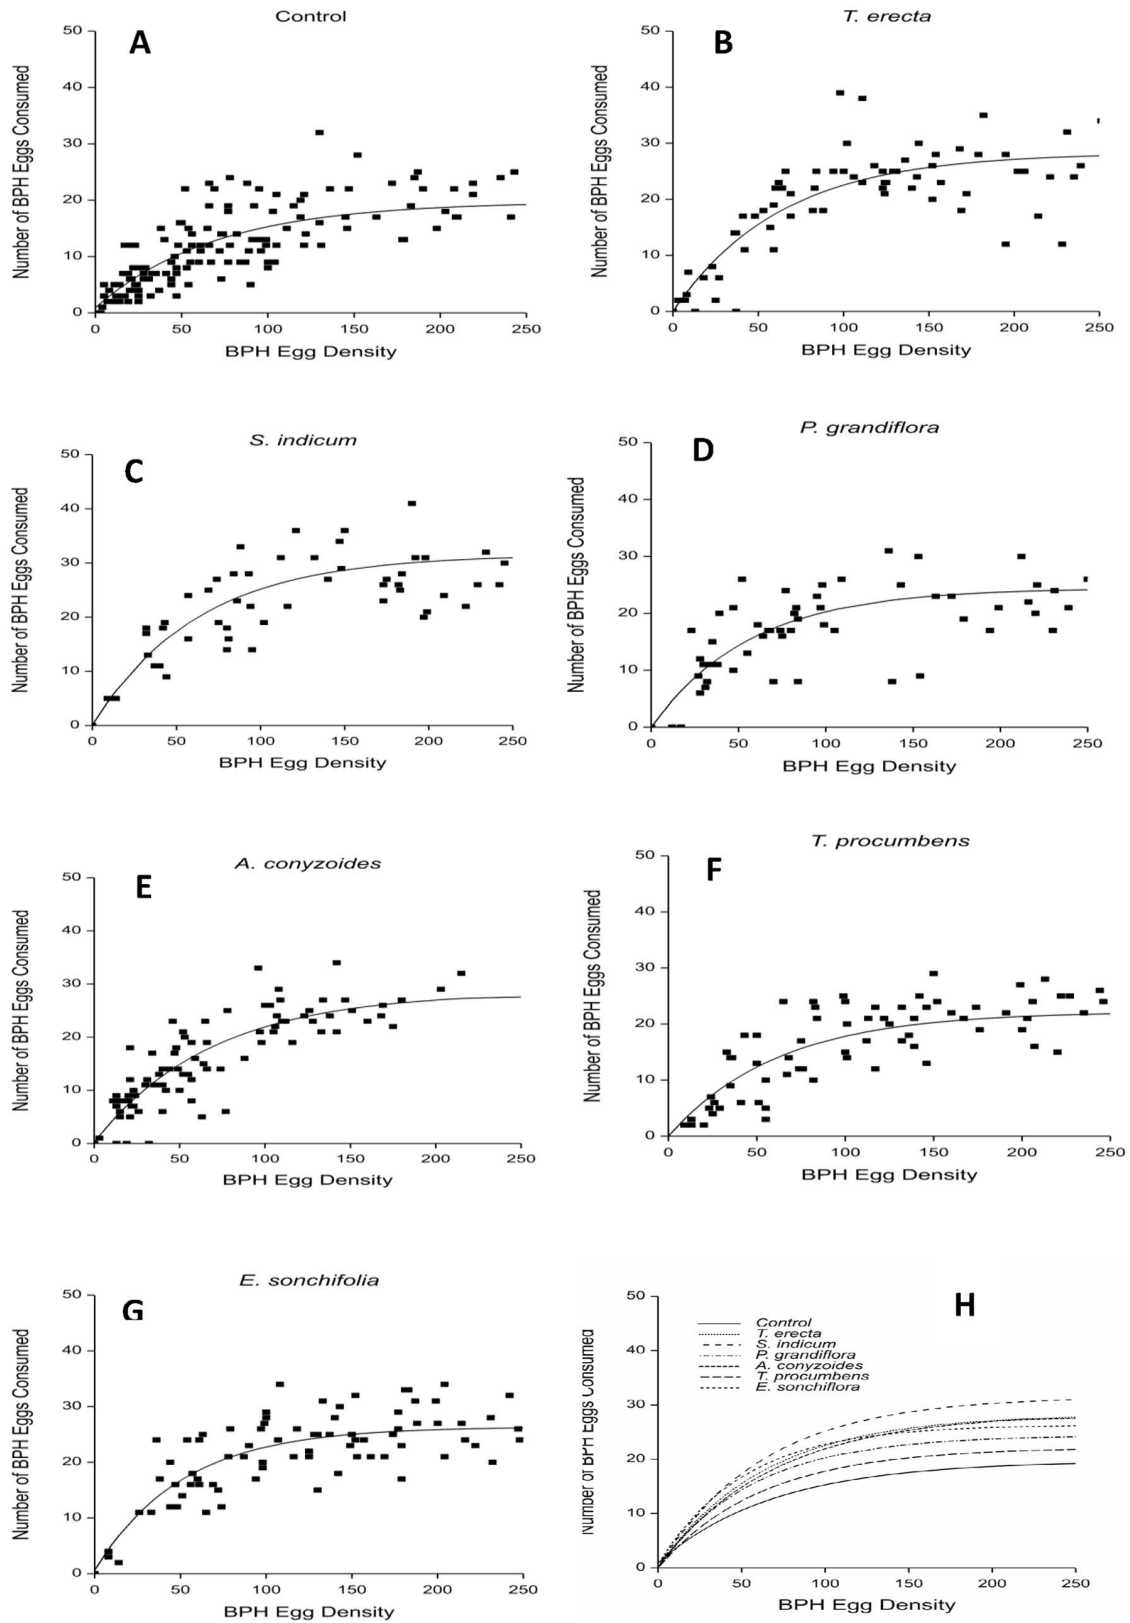 Control
A
Number of BPH Eggs Consumed
50
40
30
20
10
0
0 50 100 150 200 250
BPH Egg Density
T. erecta
B
Number of BPH Eggs Consumed
50
40
30
20
10
0
0 50 100 150 200 250
BPH Egg Density
S. indicum
C
Number of BPH Eggs Consumed
50
40
30
20
10
0
0 50 100 150 200 250
BPH Egg Density
P. grandiflora
D
Number of BPH Eggs Consumed
50
40
30
20
10
0
0 50 100 150 200 250
BPH Egg Density
A. conyzoides
E
Number of BPH Eggs Consumed
50
40
30
20
10
0
0 50 100 150 200 250
BPH Egg Density
T. procumbens
F
Number of BPH Eggs Consumed
50
40
30
20
10
0
0 50 100 150 200 250
BPH Egg Density
E. sonchifolia
G
Number of BPH Eggs Consumed
50
40
30
20
10
0
0 50 100 150 200 250
BPH Egg Density
H
Number of BPH Eggs Consumed
50
40
30
20
10
0
Control
T. erecta
S. indicum
P. grandiflora
A. conyzoides
T. procumbens
E. sonchiflora
0 50 100 150 200 250
BPH Egg Density